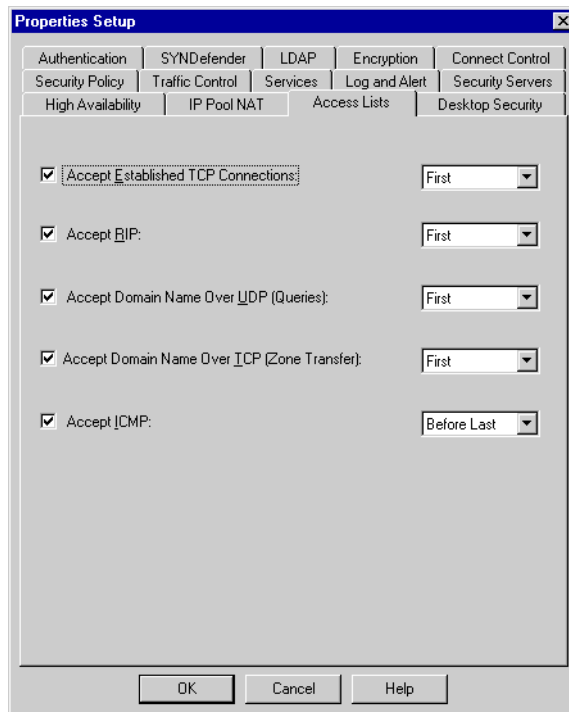 Properties Setup
Authentication SYNDefender LDAP Encryption Connect Control
Security Policy Traffic Control Services Log and Alert Security Servers
High Availability IP Pool NAT Access Lists Desktop Security
Accept Established TCP Connections: First
Accept RIP: First
Accept Domain Name Over UDP (Queries): First
Accept Domain Name Over TCP (Zone Transfer): First
Accept ICMP: Before Last
OK Cancel Help